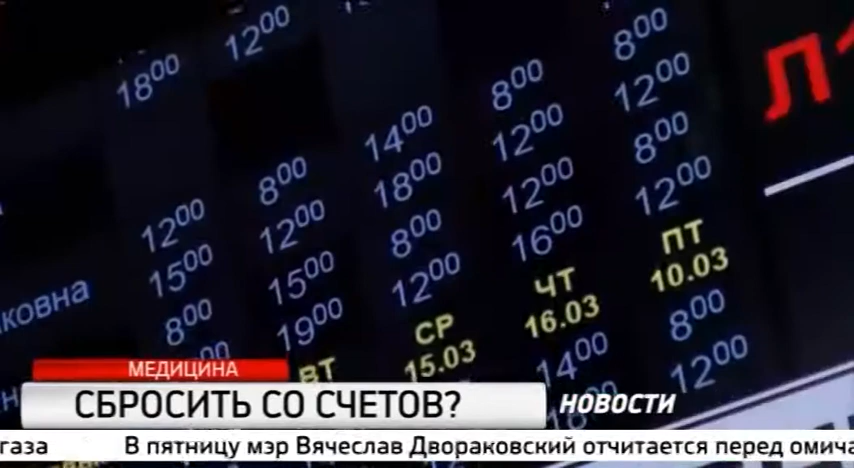 18⁰⁰ 12⁰⁰
12⁰⁰ 8⁰⁰ 14⁰⁰ 8⁰⁰ 8⁰⁰
ковна 15⁰⁰ 12⁰⁰ 18⁰⁰ 12⁰⁰ 12⁰⁰
8⁰⁰ 15⁰⁰ 8⁰⁰ 12⁰⁰ 8⁰⁰
19⁰⁰ 12⁰⁰ 16⁰⁰ 12⁰⁰
ВТ СР ЧТ ПТ
15.03 16.03 10.03
14⁰⁰ 8⁰⁰
18⁰⁰ 12⁰⁰
МЕДИЦИНА
СБРОСИТЬ СО СЧЕТОВ?
НОВОСТИ
газа В пятницу мэр Вячеслав Двораковский отчитается перед омича